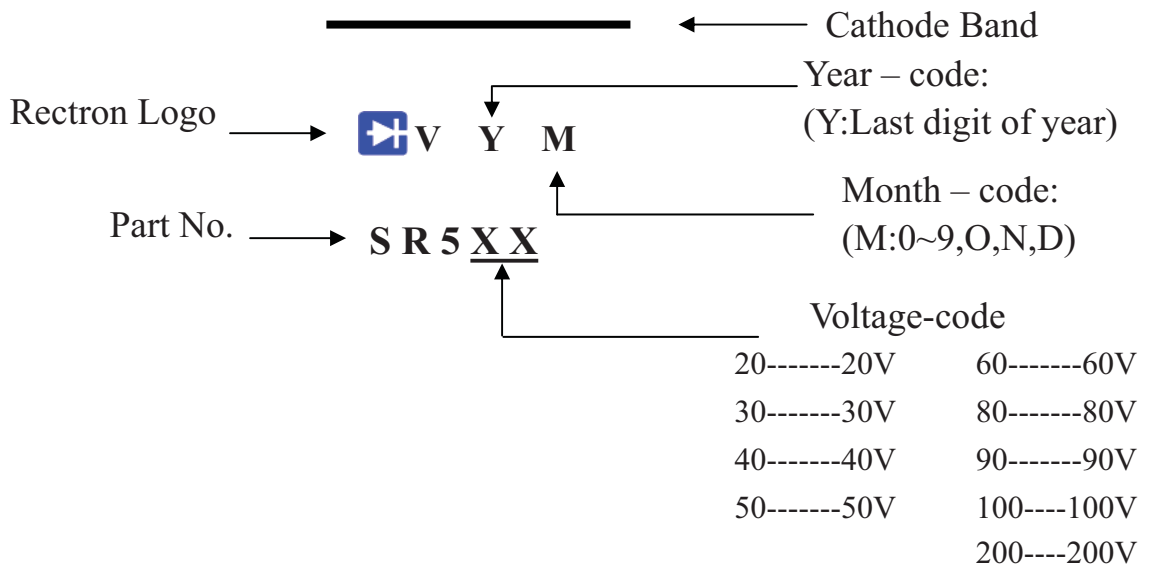 Cathode Band
Year – code:
(Y:Last digit of year)
Rectron Logo
V Y M
Month – code:
(M:0~9,O,N,D)
Part No.
S R 5 X X
Voltage-code
20-------20V 60-------60V
30-------30V 80-------80V
40-------40V 90-------90V
50-------50V 100----100V
200----200V